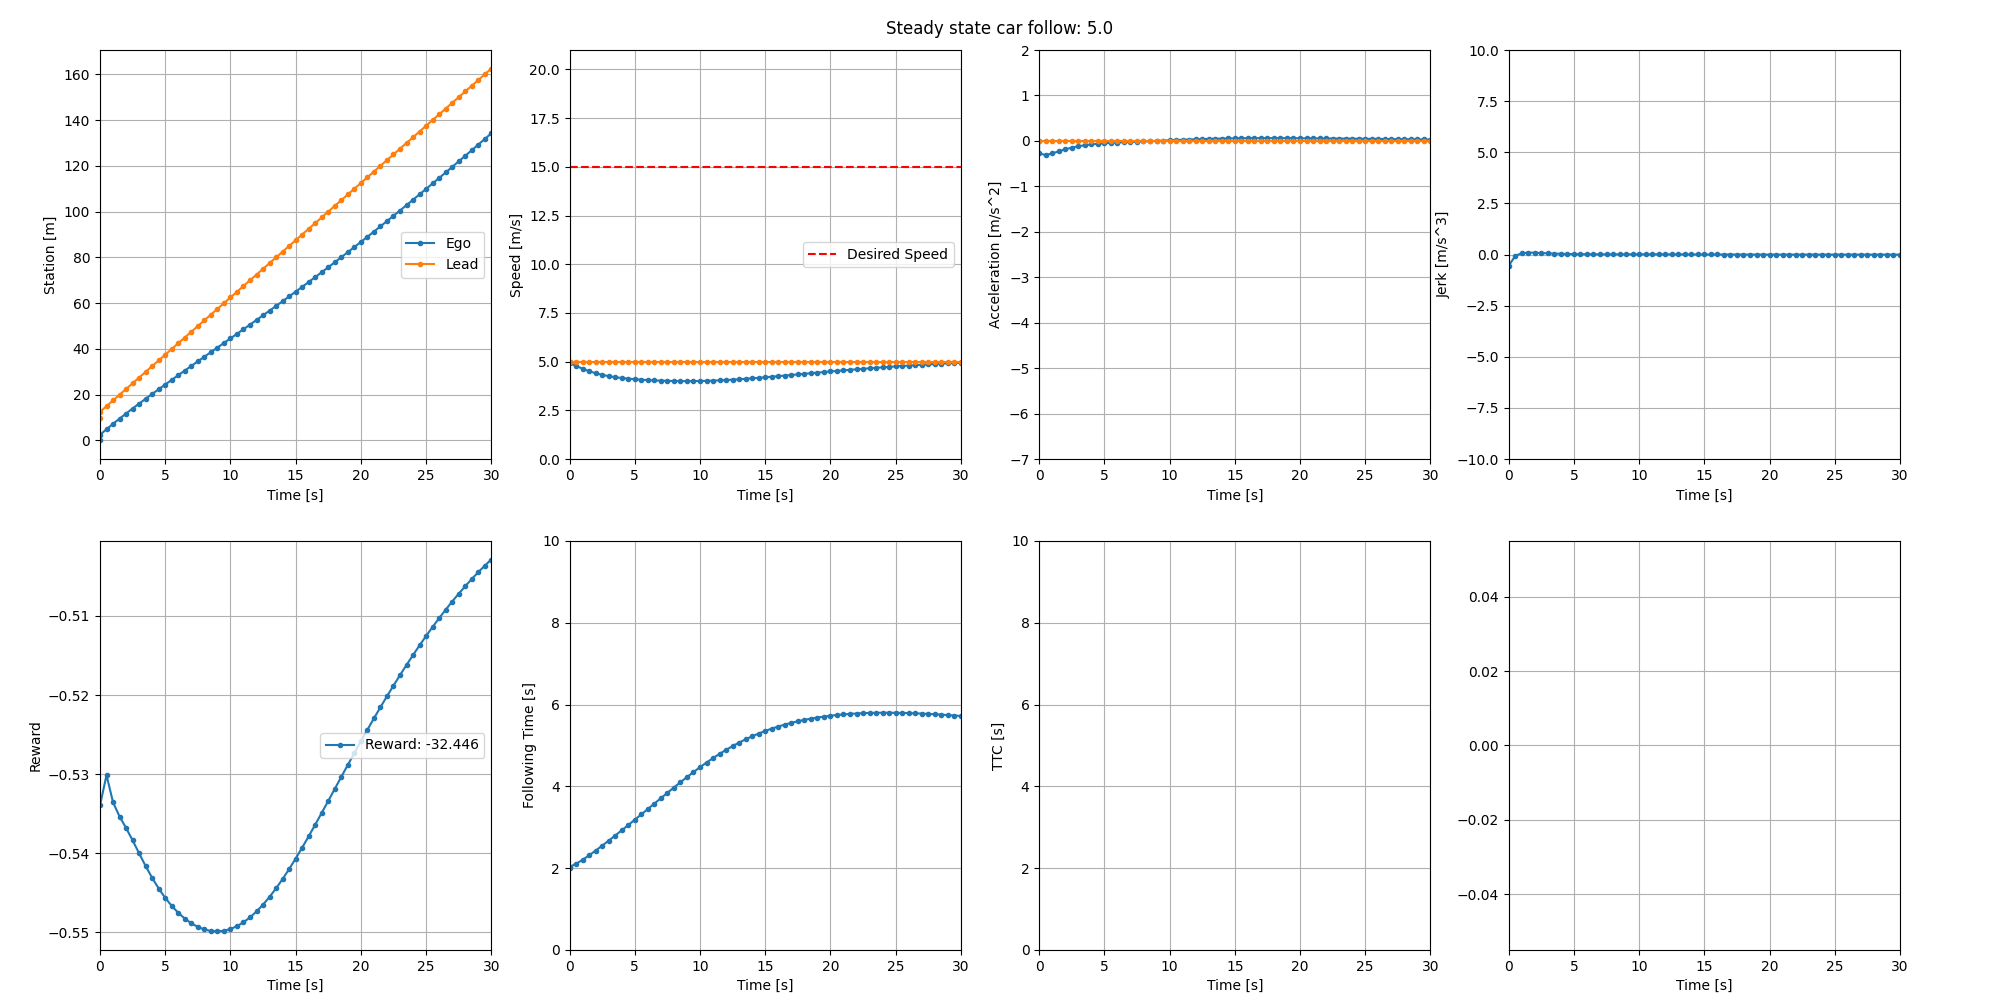 Steady state car follow: 5.0
Station [m]
160
140
120
100
80
60
40
20
0
Ego
Lead
0 5 10 15 20 25 30
Time [s]
Speed [m/s]
20.0
17.5
15.0
12.5
10.0
7.5
5.0
2.5
0.0
Desired Speed
0 5 10 15 20 25 30
Time [s]
Acceleration [m/s^2]
2
1
0
−1
−2
−3
−4
−5
−6
−7
0 5 10 15 20 25 30
Time [s]
Jerk [m/s^3]
10.0
7.5
5.0
2.5
0.0
−2.5
−5.0
−7.5
−10.0
0 5 10 15 20 25 30
Time [s]
Reward
−0.51
−0.52
−0.53
−0.54
−0.55
Reward: -32.446
0 5 10 15 20 25 30
Time [s]
Following Time [s]
10
8
6
4
2
0
0 5 10 15 20 25 30
Time [s]
TTC [s]
10
8
6
4
2
0
0 5 10 15 20 25 30
Time [s]
0.04
0.02
0.00
−0.02
−0.04
0 5 10 15 20 25 30
Time [s]